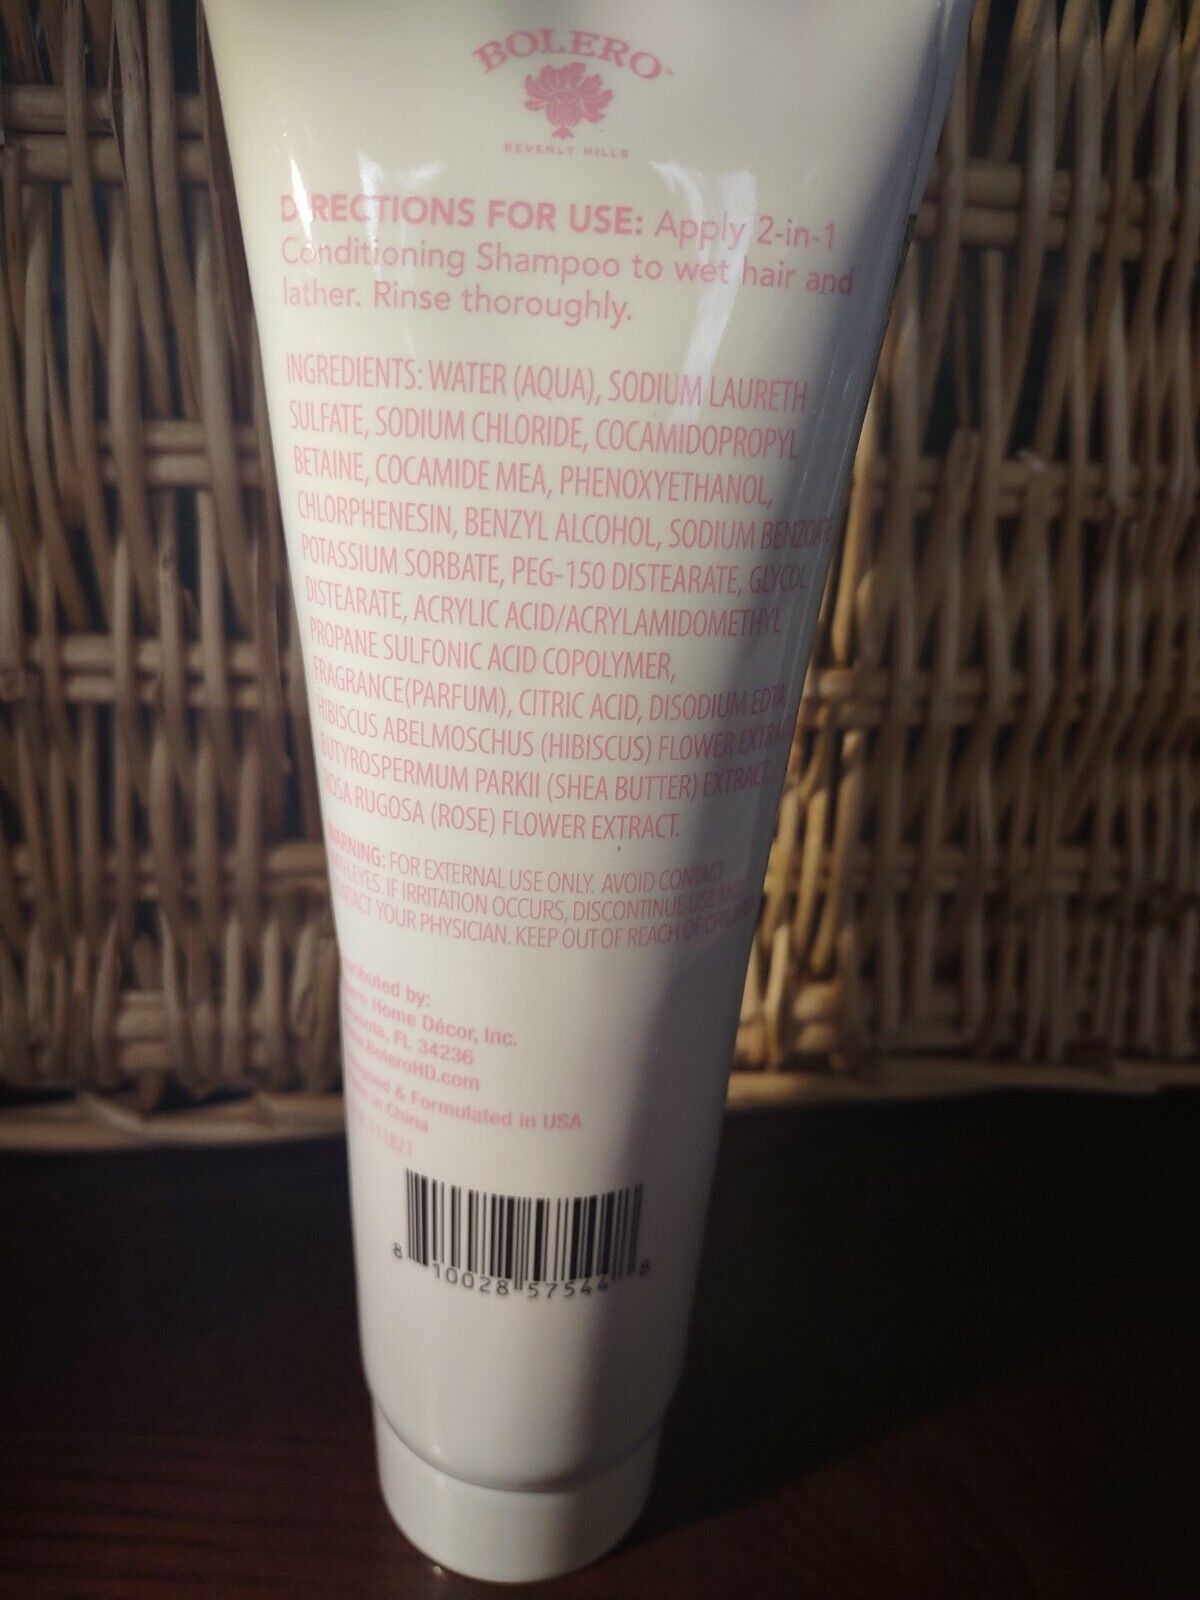 BOLERO™
BEVERLY HILLS
DIRECTIONS FOR USE: Apply 2-in-1
Conditioning Shampoo to wet hair and
lather. Rinse thoroughly.
INGREDIENTS: WATER (AQUA), SODIUM LAURETH
SULFATE, SODIUM CHLORIDE, COCAMIDOPROPYL
BETAINE, COCAMIDE MEA, PHENOXYETHANOL,
CHLORPHENESIN, BENZYL ALCOHOL, SODIUM BENZOATE
POTASSIUM SORBATE, PEG-150 DISTEARATE, GLYCOL
DISTEARATE, ACRYLIC ACID/ACRYLAMIDOMETHYL
PROPANE SULFONIC ACID COPOLYMER,
FRAGRANCE(PARFUM), CITRIC ACID, DISODIUM EDTA,
HIBISCUS ABELMOSCHUS (HIBISCUS) FLOWER EXTRACT
BUTYROSPERMUM PARKII (SHEA BUTTER) EXTRACT,
ROSA RUGOSA (ROSE) FLOWER EXTRACT.
WARNING: FOR EXTERNAL USE ONLY. AVOID CONTACT
WITH EYES. IF IRRITATION OCCURS, DISCONTINUE USE AND
CONTACT YOUR PHYSICIAN. KEEP OUT OF REACH OF
Distributed by:
Bolero Home Décor, Inc.
Sarasota, FL 34236
www.BoleroHD.com
Designed & Formulated in USA
Made in China
8 10028 57544 8